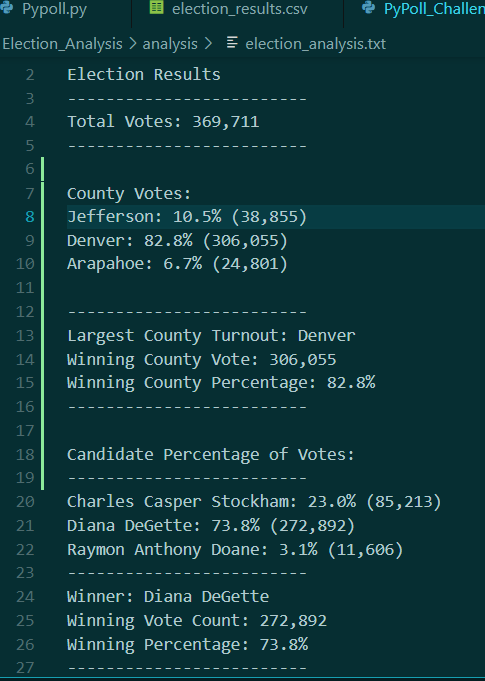 Pypoll.py election_results.csv PyPoll_Challen
Election_Analysis > analysis > election_analysis.txt
2 Election Results
3 -------------------------
4 Total Votes: 369,711
5 -------------------------
6
7 County Votes:
8 Jefferson: 10.5% (38,855)
9 Denver: 82.8% (306,055)
10 Arapahoe: 6.7% (24,801)
11
12 -------------------------
13 Largest County Turnout: Denver
14 Winning County Vote: 306,055
15 Winning County Percentage: 82.8%
16 -------------------------
17
18 Candidate Percentage of Votes:
19 -------------------------
20 Charles Casper Stockham: 23.0% (85,213)
21 Diana DeGette: 73.8% (272,892)
22 Raymon Anthony Doane: 3.1% (11,606)
23 -------------------------
24 Winner: Diana DeGette
25 Winning Vote Count: 272,892
26 Winning Percentage: 73.8%
27 -------------------------